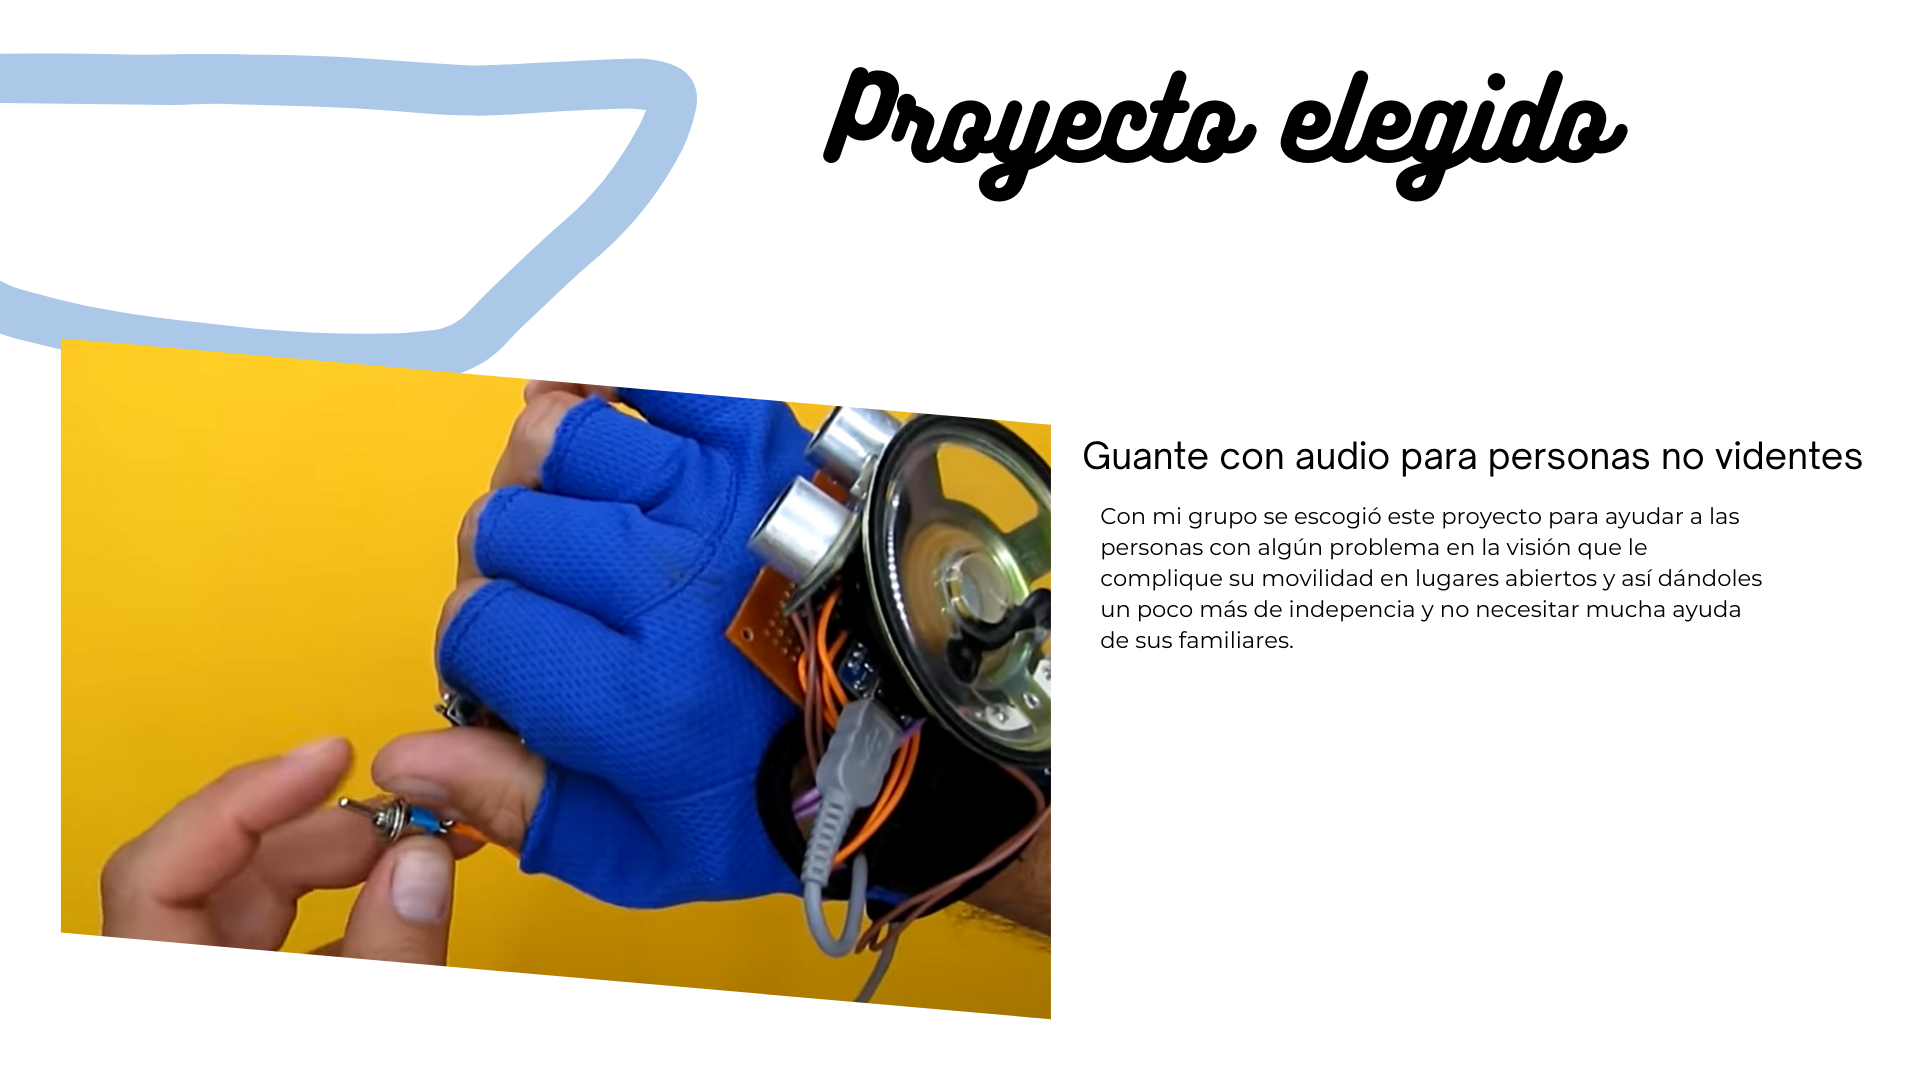 Proyecto elegido
Guante con audio para personas no videntes
Con mi grupo se escogió este proyecto para ayudar a las
personas con algún problema en la visión que le
complique su movilidad en lugares abiertos y así dándoles
un poco más de indepencia y no necesitar mucha ayuda
de sus familiares.